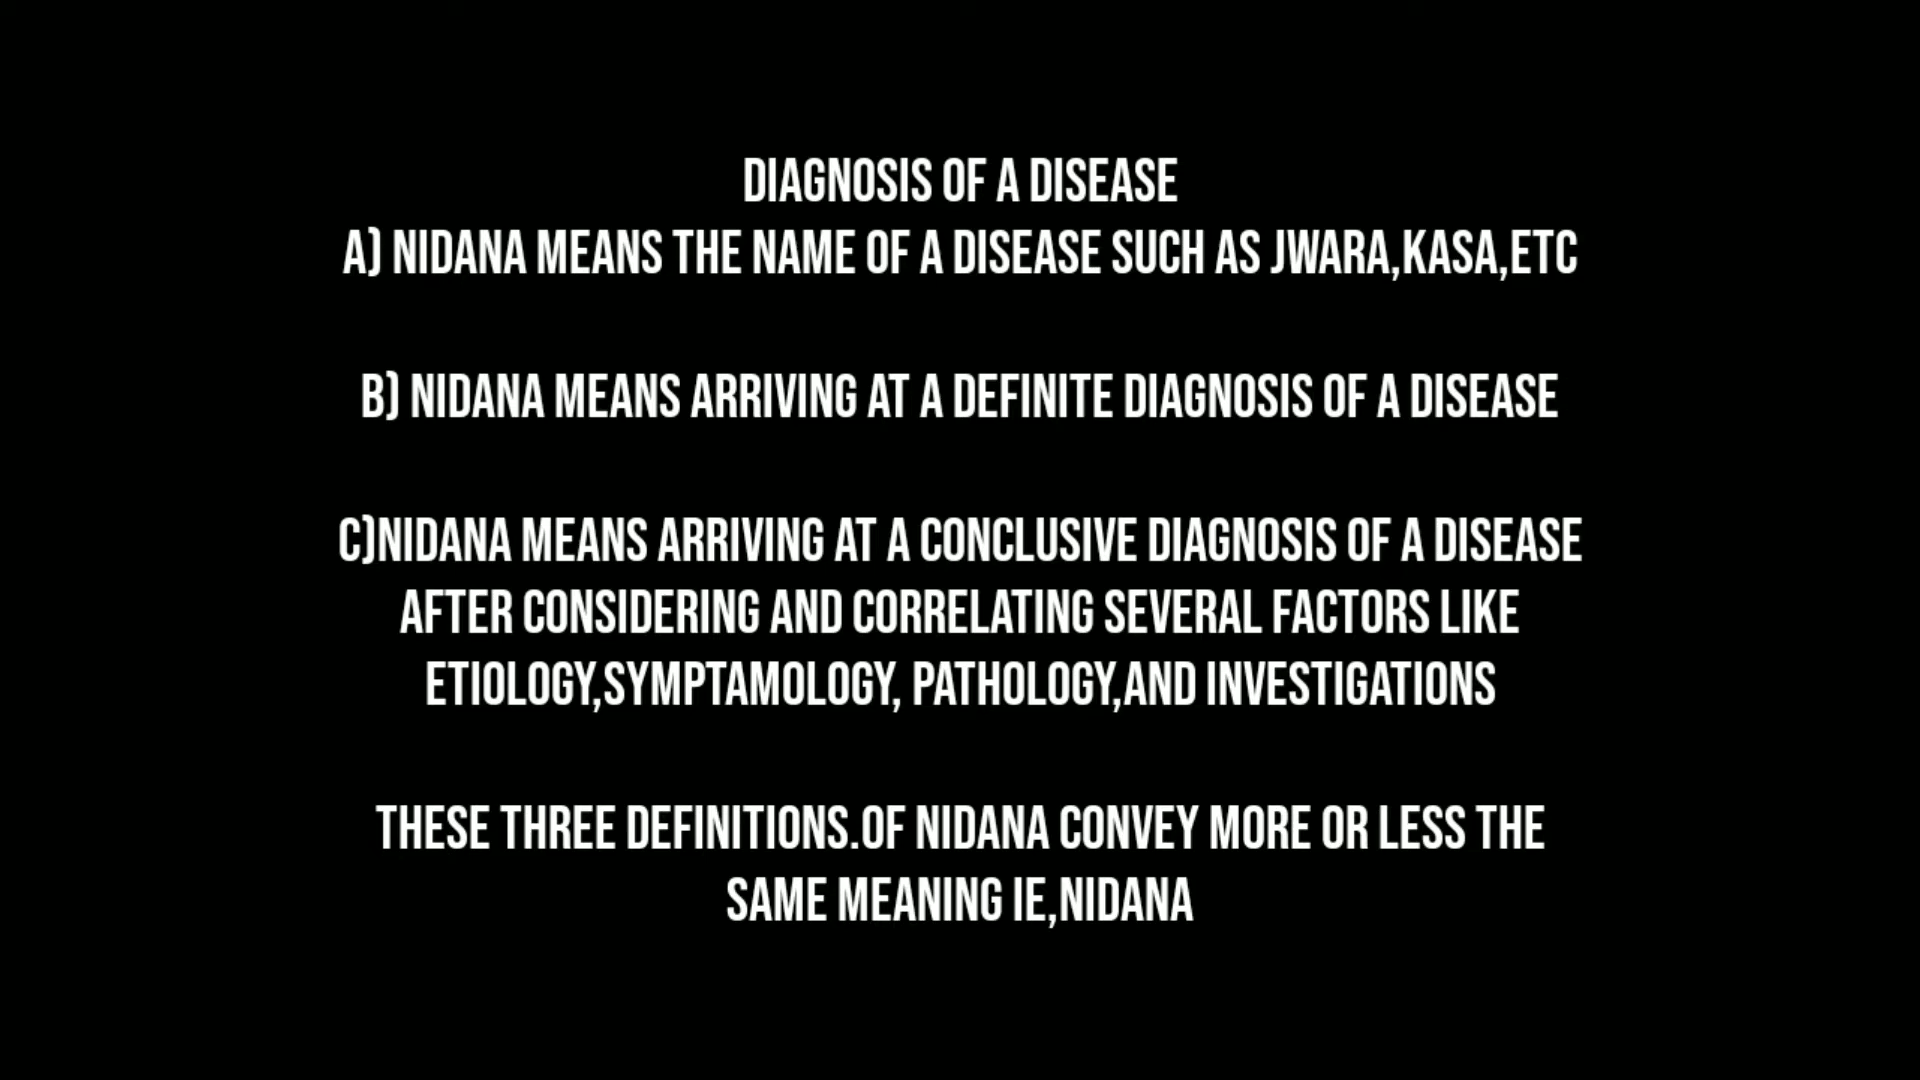 DIAGNOSIS OF A DISEASE
A) NIDANA MEANS THE NAME OF A DISEASE SUCH AS JWARA,KASA,ETC
B) NIDANA MEANS ARRIVING AT A DEFINITE DIAGNOSIS OF A DISEASE
C)NIDANA MEANS ARRIVING AT A CONCLUSIVE DIAGNOSIS OF A DISEASE
AFTER CONSIDERING AND CORRELATING SEVERAL FACTORS LIKE
ETIOLOGY,SYMPTAMOLOGY, PATHOLOGY,AND INVESTIGATIONS
THESE THREE DEFINITIONS.OF NIDANA CONVEY MORE OR LESS THE
SAME MEANING IE,NIDANA